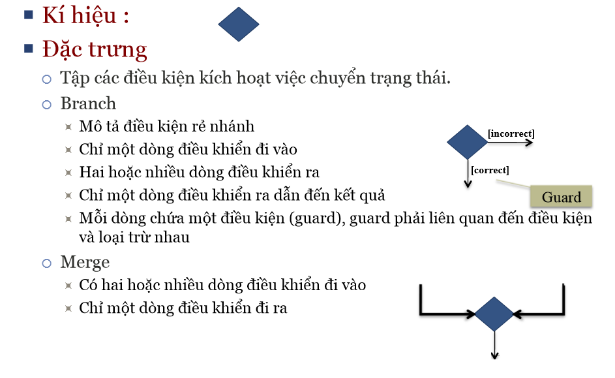 Kí hiệu :
Đặc trưng
Tập các điều kiện kích hoạt việc chuyển trạng thái.
Branch
Mô tả điều kiện rẻ nhánh
Chỉ một dòng điều khiển đi vào
Hai hoặc nhiều dòng điều khiển ra
Chỉ một dòng điều khiển ra dẫn đến kết quả
Mỗi dòng chứa một điều kiện (guard), guard phải liên quan đến điều kiện
và loại trừ nhau
[incorrect]
[correct]
Guard
Merge
Có hai hoặc nhiều dòng điều khiển đi vào
Chỉ một dòng điều khiển đi ra